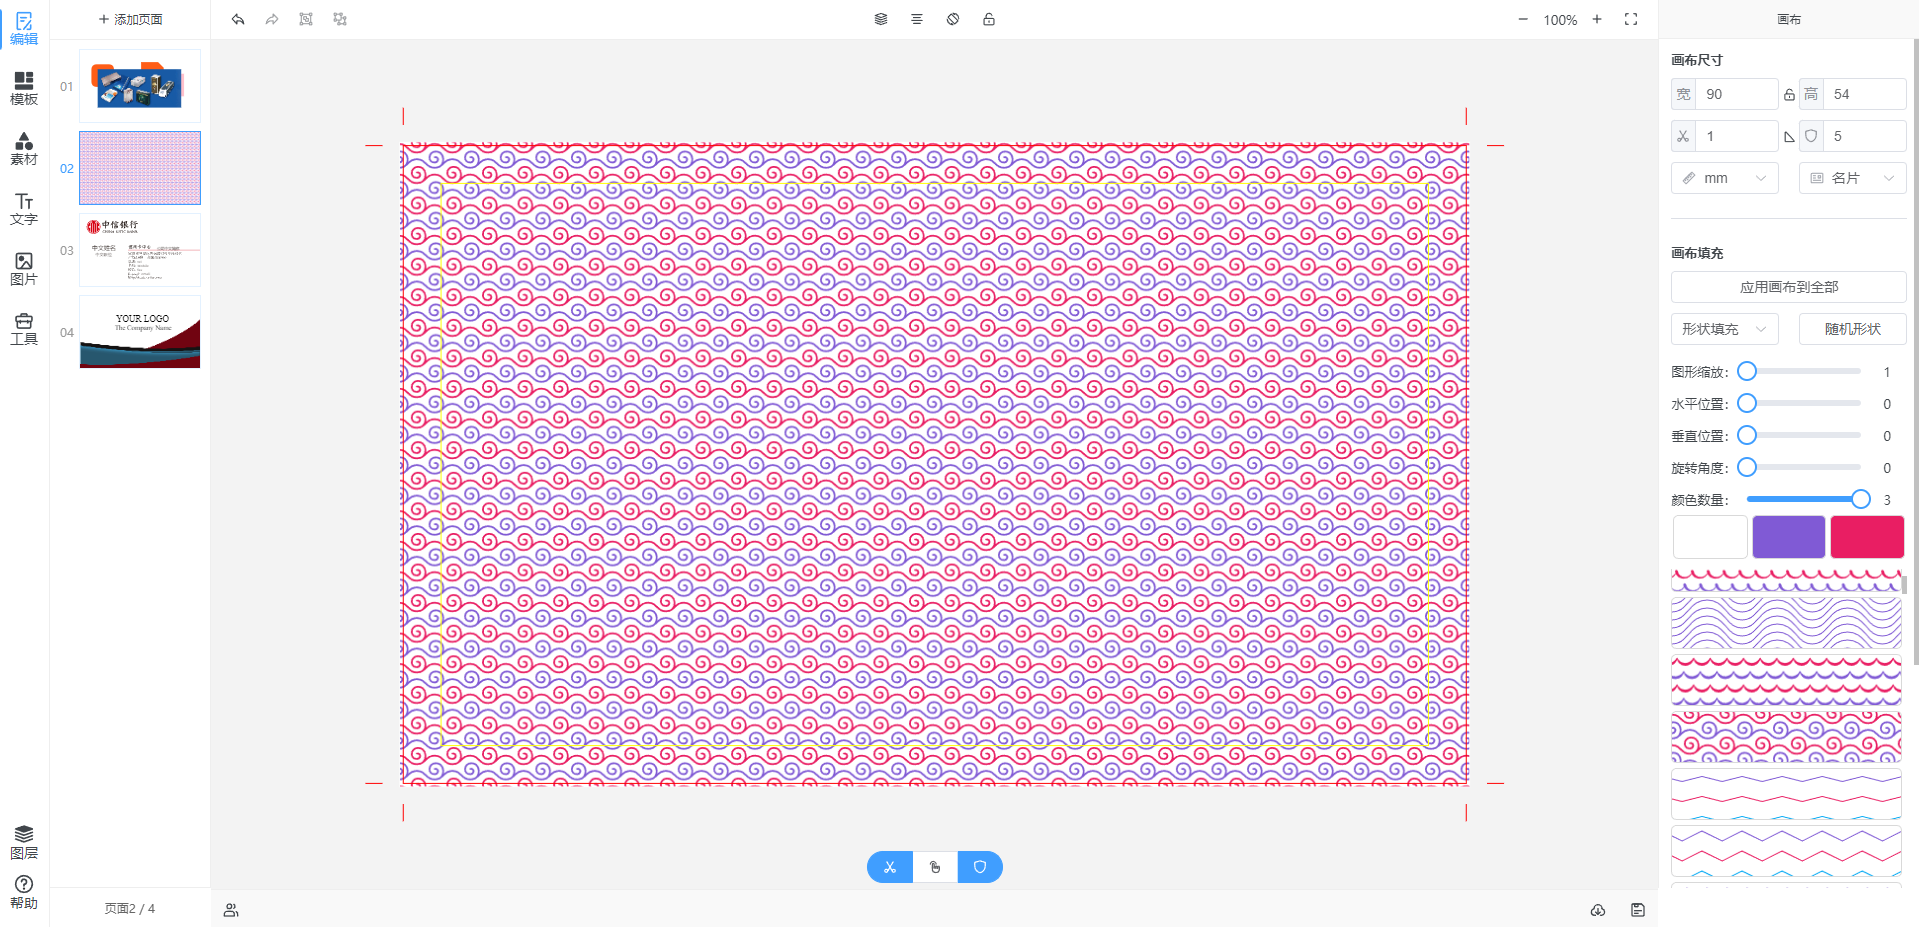 编辑
模板
素材
文字
图片
工具
图层
帮助
添加页面
01
02
03
中信银行
中文姓名
04
YOUR LOGO
The Company Name
页面2 / 4
100%
画布
画布尺寸
宽 90 高 54
1 5
mm 名片
画布填充
应用画布到全部
形状填充 随机形状
图形缩放: 1
水平位置: 0
垂直位置: 0
旋转角度: 0
颜色数量: 3